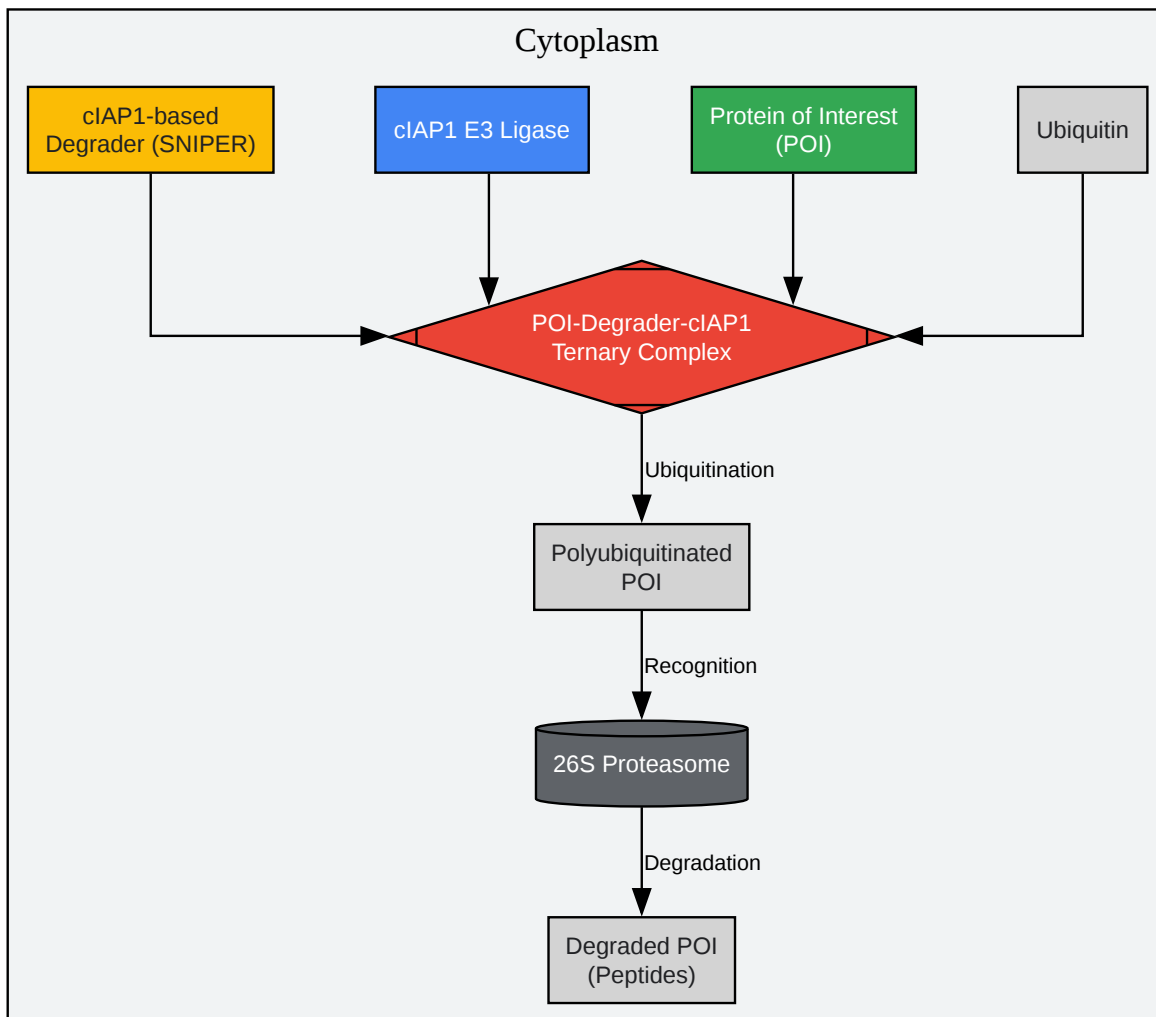 Cytoplasm
cIAP1-based
Degrader (SNIPER)
cIAP1 E3 Ligase
Protein of Interest
(POI)
Ubiquitin
POI-Degrader-cIAP1
Ternary Complex
Ubiquitination
Polyubiquitinated
POI
Recognition
26S Proteasome
Degradation
Degraded POI
(Peptides)